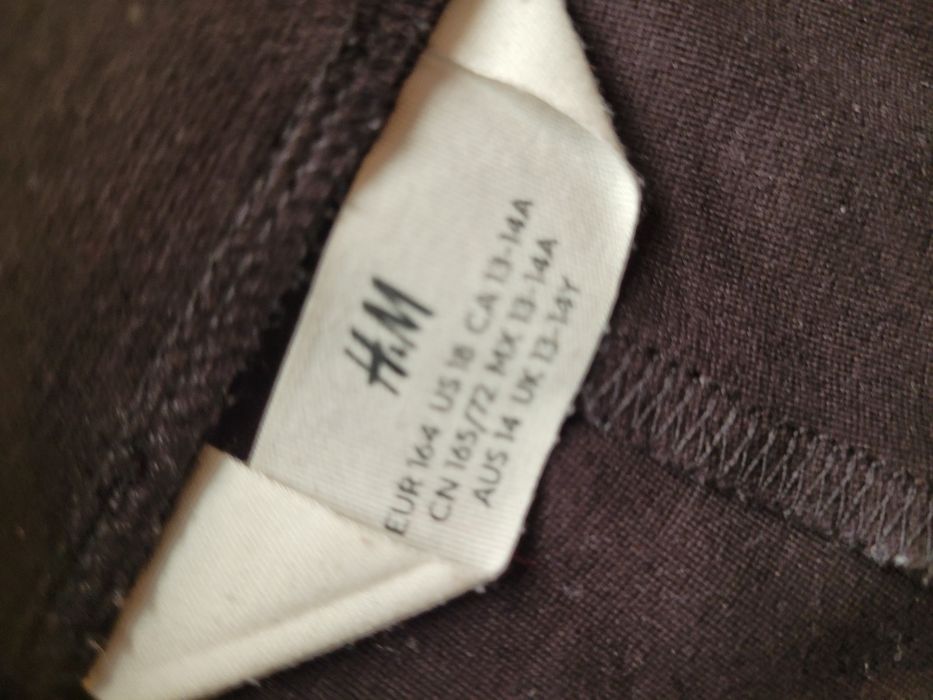 H&M
EUR 164 US 18 CA 13-14A
CN 165/72 MX 13-14A
AUS 14 UK 13-14Y